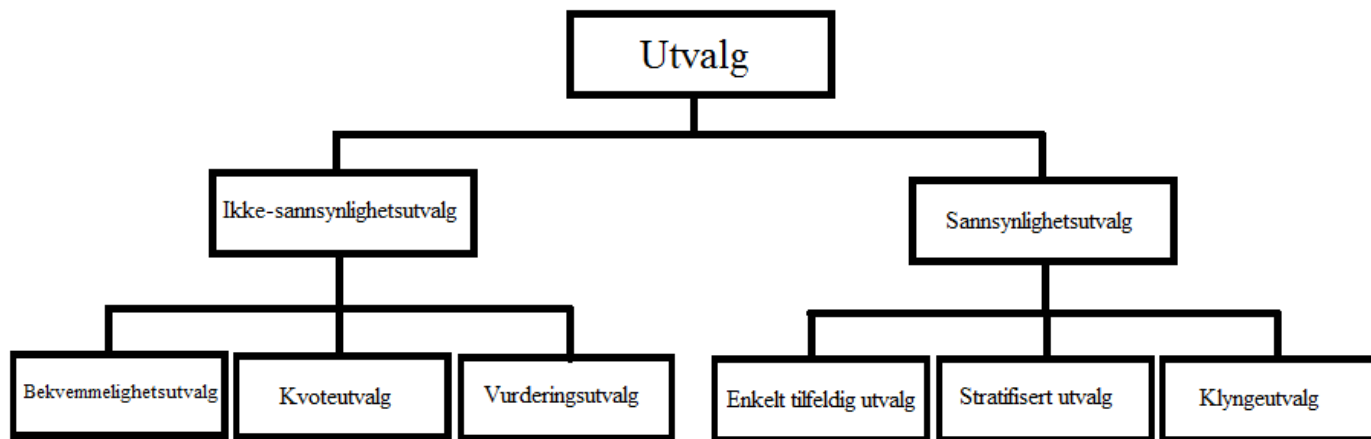 Utvalg
Ikke-sannsynlighetsutvalg
Sannsynlighetsutvalg
Bekvemmelighetsutvalg
Kvoteutvalg
Vurderingsutvalg
Enkelt tilfeldig utvalg
Stratifisert utvalg
Klyngeutvalg